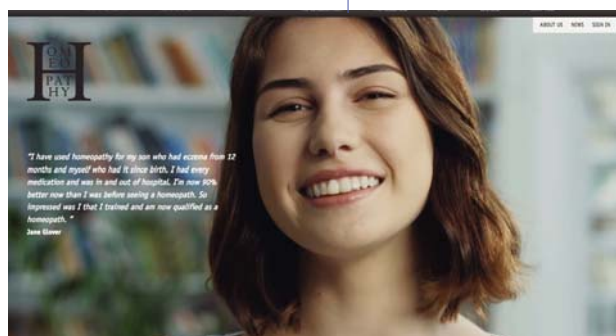 ABOUT US NEWS SIGN IN
HOMEOPATHY
"I have used homeopathy for my son who had eczema from 12
months and myself who had it since birth. I had every
medication and was in and out of hospital. I'm now 90%
better now than I was before seeing a homeopath. So
impressed was I that I trained and am now qualified as a
homeopath. "
Jane Glover